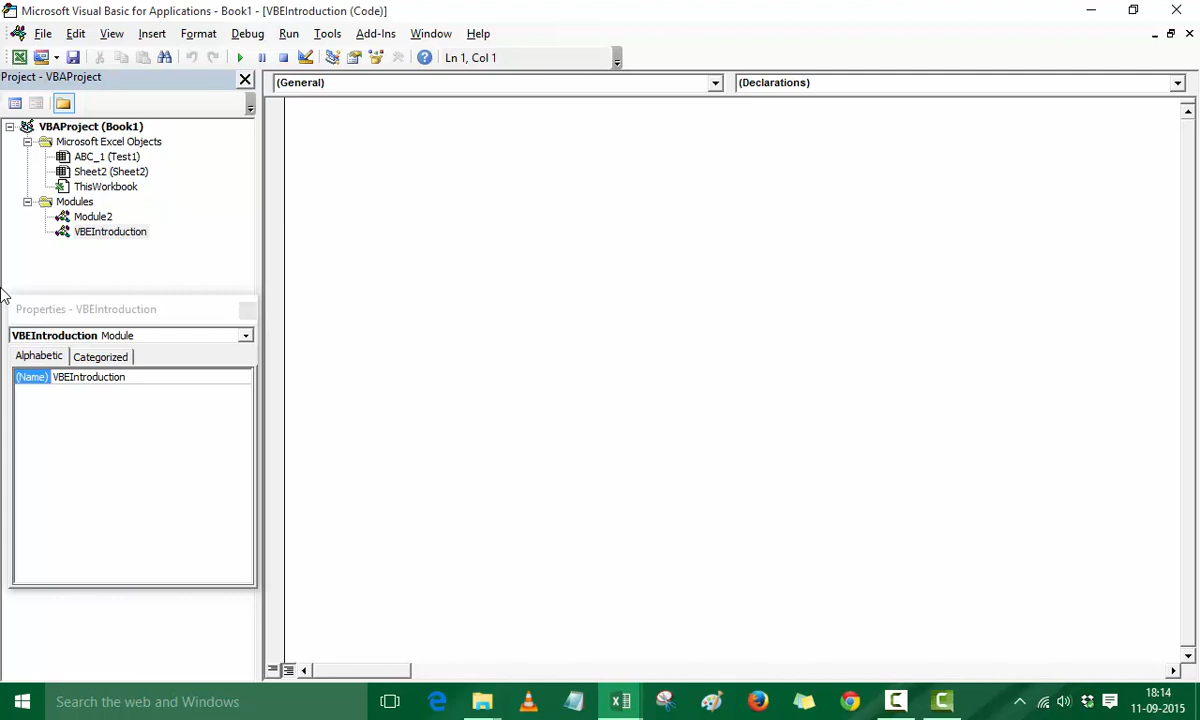 Microsoft Visual Basic for Applications - Book1 - [VBEIntroduction (Code)]
File Edit View Insert Format Debug Run Tools Add-Ins Window Help
Ln 1, Col 1
Project - VBAProject
(General) (Declarations)
VBAProject (Book1)
Microsoft Excel Objects
ABC_1 (Test1)
Sheet2 (Sheet2)
ThisWorkbook
Modules
Module2
VBEIntroduction
Properties - VBEIntroduction
VBEIntroduction Module
Alphabetic Categorized
(Name) VBEIntroduction
Search the web and Windows
18:14
11-09-2015